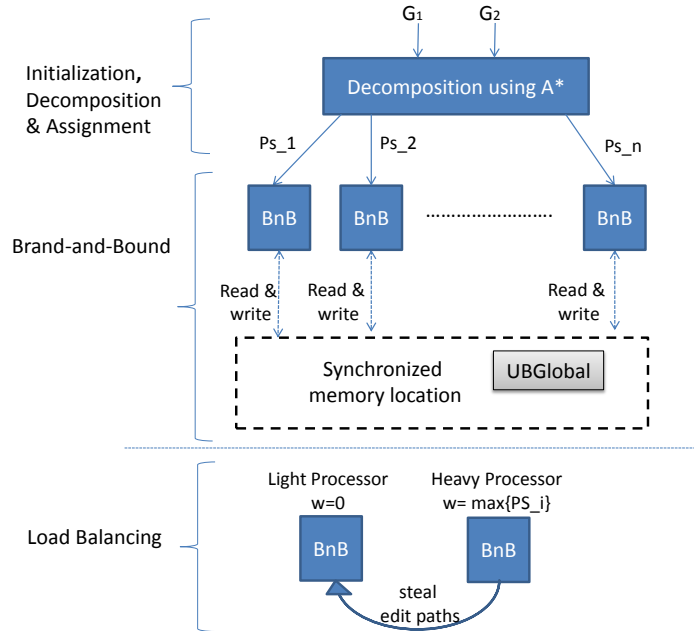 G1 G2
Initialization,
Decomposition
& Assignment
Decomposition using A*
Ps_1 Ps_2 Ps_n
BnB BnB ............................ BnB
Brand-and-Bound
Read &
write
Read &
write
Read &
write
Synchronized
memory location
UBGlobal
Light Processor
w=0
Heavy Processor
w= max{PS_i}
Load Balancing
BnB BnB
steal
edit paths